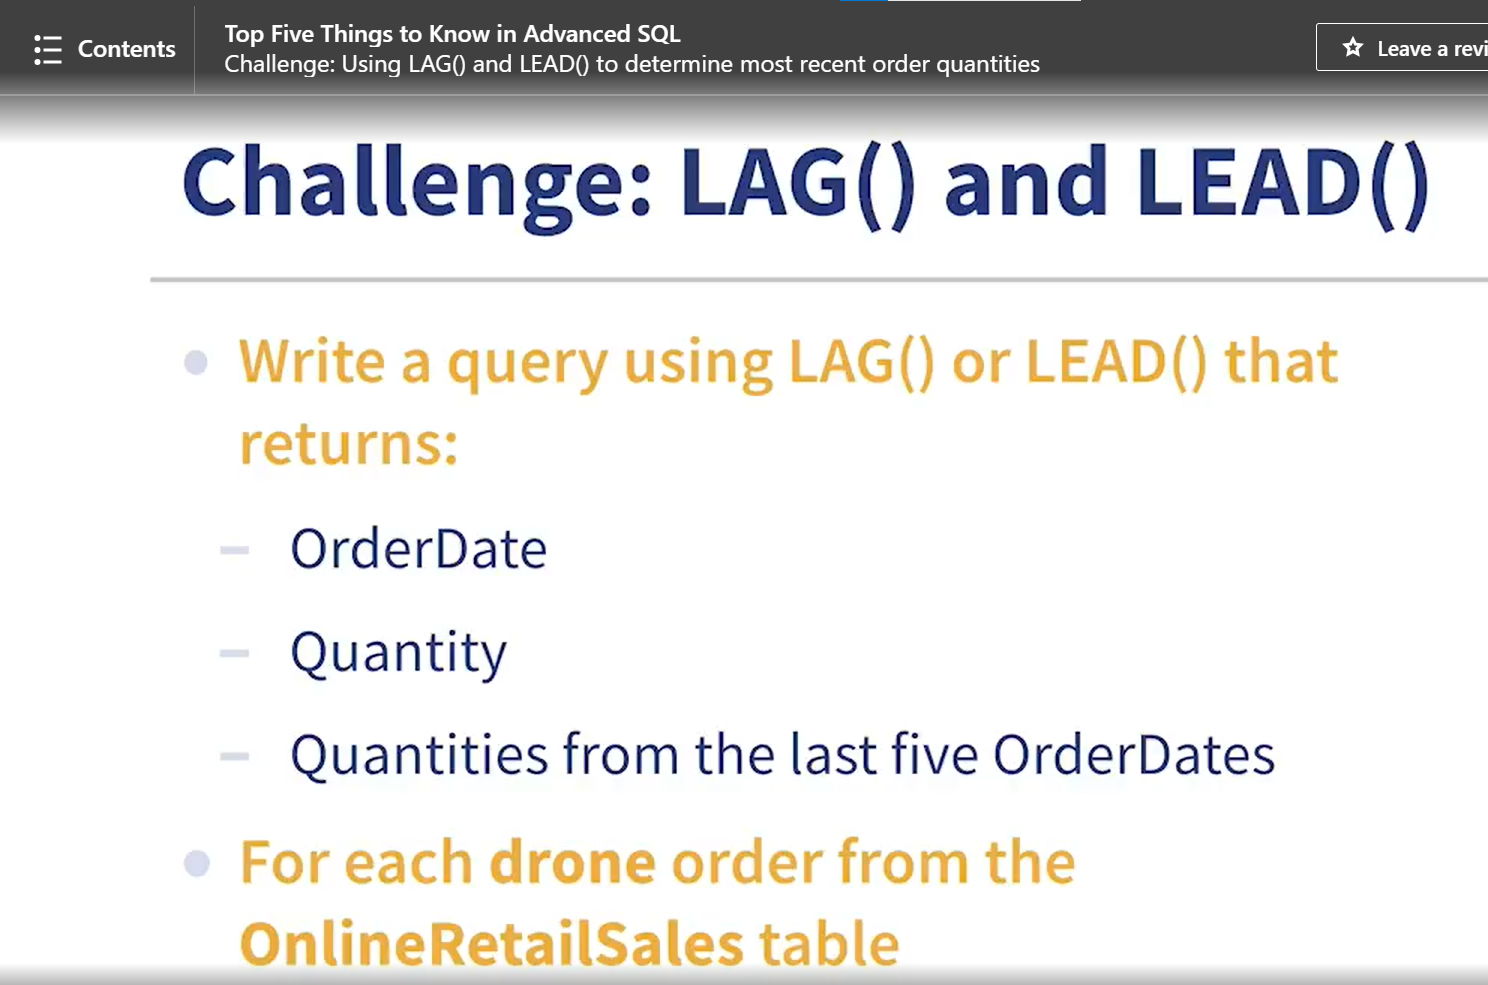 Contents
Top Five Things to Know in Advanced SQL
Challenge: Using LAG() and LEAD() to determine most recent order quantities
Leave a revi
Challenge: LAG() and LEAD()
Write a query using LAG() or LEAD() that
returns:
OrderDate
Quantity
Quantities from the last five OrderDates
For each drone order from the
OnlineRetailSales table